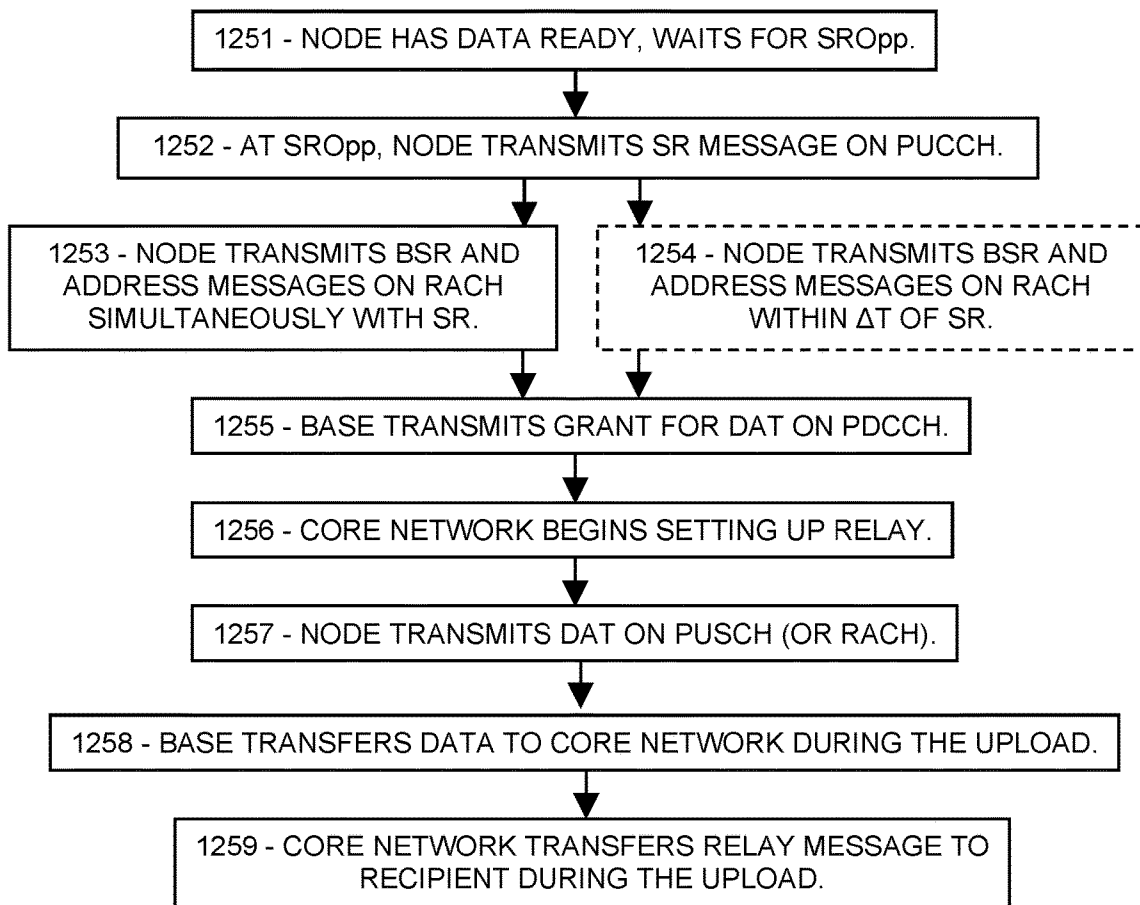 1251 - NODE HAS DATA READY, WAITS FOR SROpp.
1252 - AT SROpp, NODE TRANSMITS SR MESSAGE ON PUCCH.
1253 - NODE TRANSMITS BSR AND
ADDRESS MESSAGES ON RACH
SIMULTANEOUSLY WITH SR.
1254 - NODE TRANSMITS BSR AND
ADDRESS MESSAGES ON RACH
WITHIN ΔT OF SR.
1255 - BASE TRANSMITS GRANT FOR DAT ON PDCCH.
1256 - CORE NETWORK BEGINS SETTING UP RELAY.
1257 - NODE TRANSMITS DAT ON PUSCH (OR RACH).
1258 - BASE TRANSFERS DATA TO CORE NETWORK DURING THE UPLOAD.
1259 - CORE NETWORK TRANSFERS RELAY MESSAGE TO
RECIPIENT DURING THE UPLOAD.